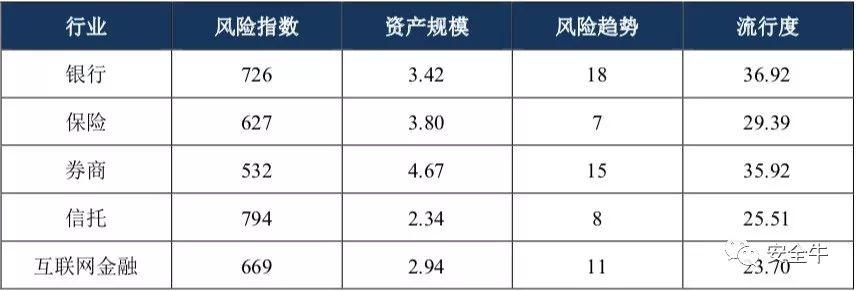 行业 风险指数 资产规模 风险趋势 流行度
银行 726 3.42 18 36.92
保险 627 3.80 7 29.39
券商 532 4.67 15 35.92
信托 794 2.34 8 25.51
互联网金融 669 2.94 11 23.70
安全牛